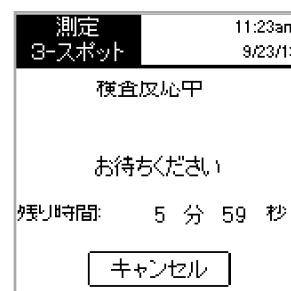 測定 11:23am
3-スポット 9/23/13
検査反応中
お待ちください
残り時間: 5 分 59 秒
キャンセル